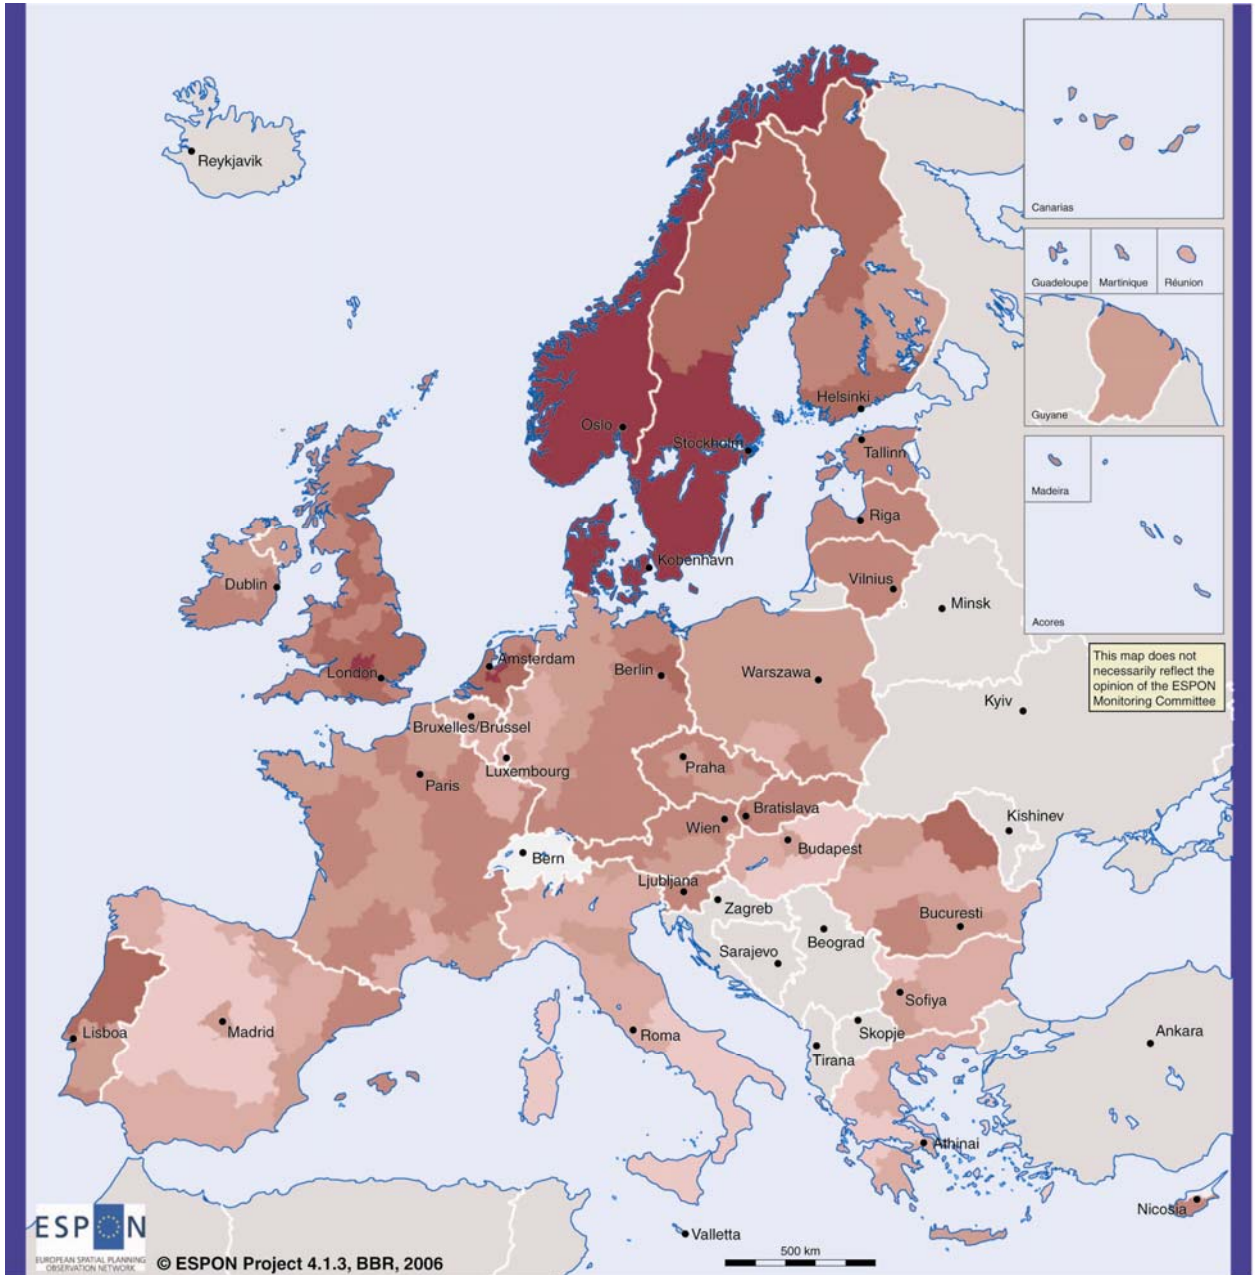 Reykjavik
Canarias
Guadeloupe
Martinique
Réunion
Guyane
Helsinki
Oslo
Stockholm
Tallinn
Madeira
Riga
Kobenhavn
Vilnius
Dublin
Minsk
Acores
Amsterdam
London
Berlin
Warszawa
This map does not
necessarily reflect the
opinion of the ESPON
Monitoring Committee
Kyiv
Bruxelles/Brussel
Luxembourg
Praha
Paris
Bratislava
Wien
Kishinev
Budapest
Bern
Ljubljana
Zagreb
Bucuresti
Beograd
Sarajevo
Sofiya
Madrid
Lisboa
Roma
Skopje
Ankara
Tirana
Athinai
Nicosia
Valletta
ESPON
EUROPEAN SPATIAL PLANNING
OBSERVATION NETWORK
© ESPON Project 4.1.3, BBR, 2006
500 km